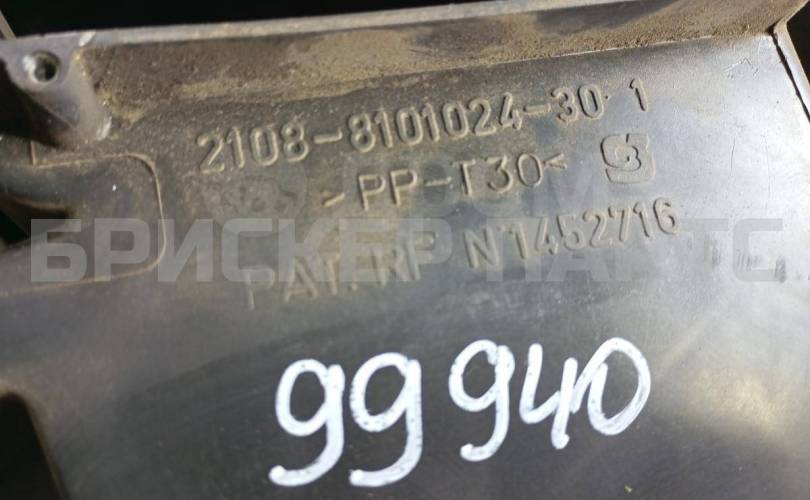 2108-8101024-30 1
>PP-T30<
БРИСКЕР ПАРТС
PAT. RP N1452716
99940